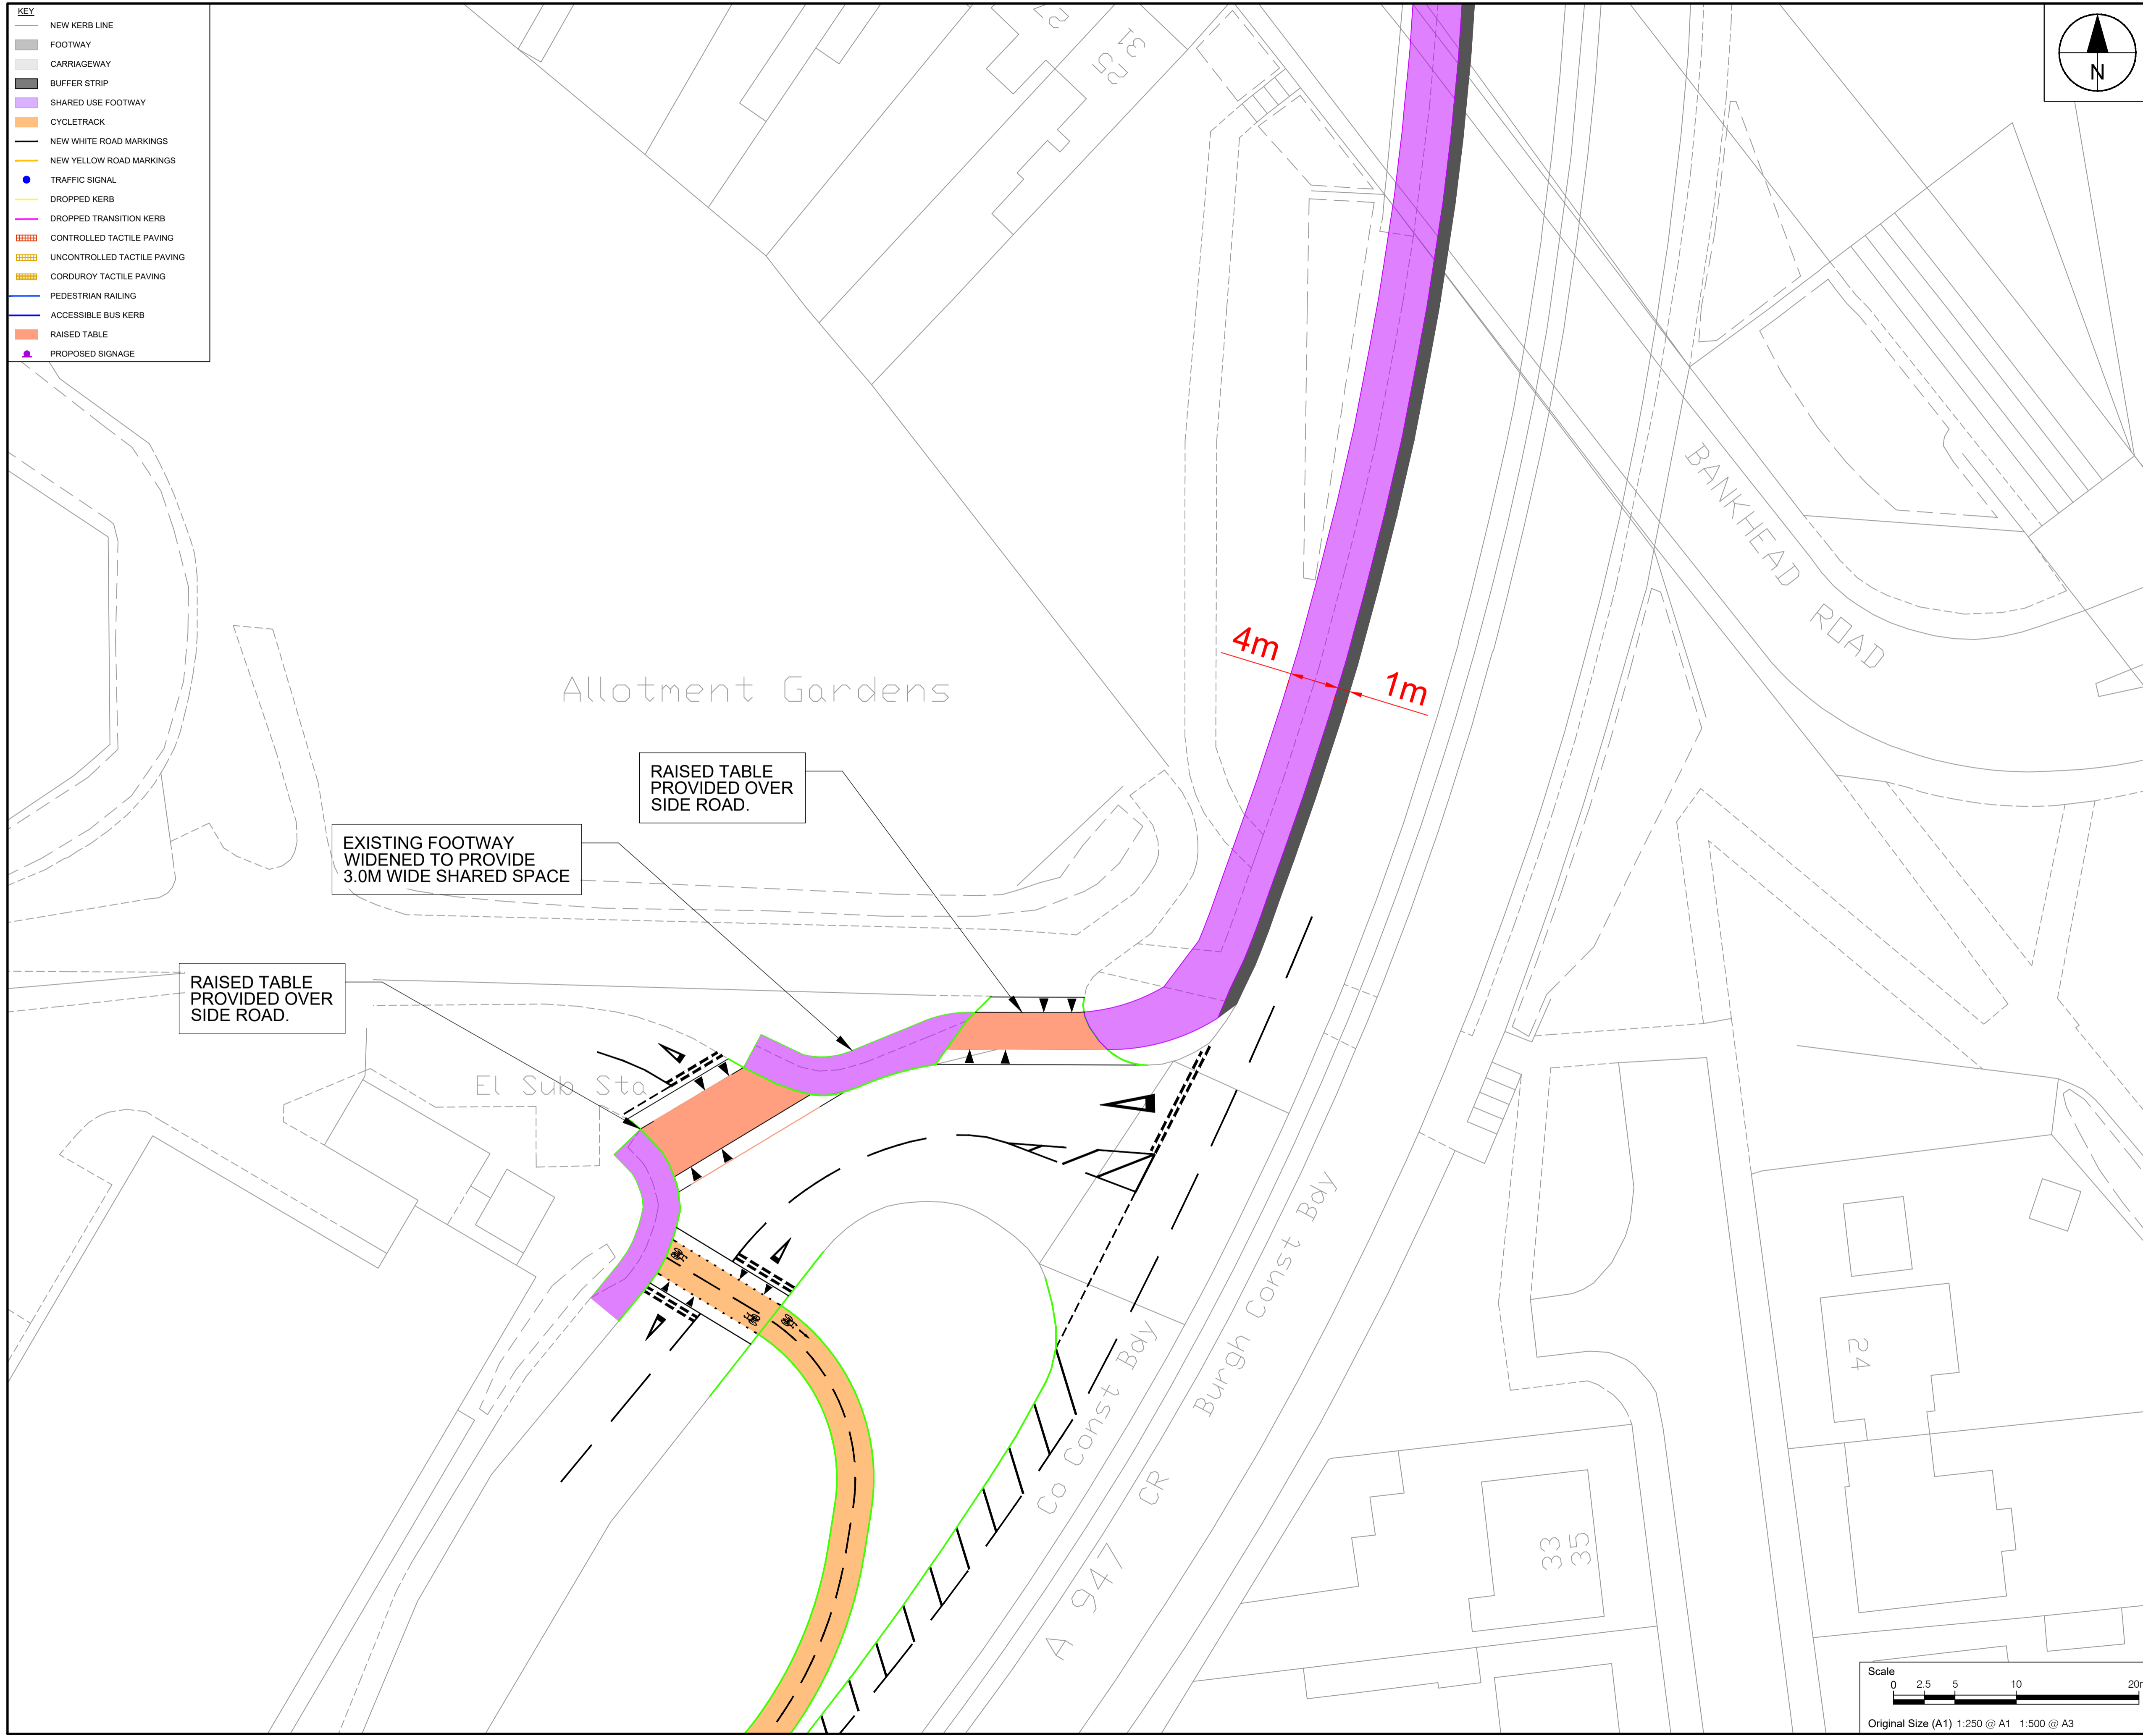 KEY
NEW KERB LINE
FOOTWAY
CARRIAGEWAY
BUFFER STRIP
SHARED USE FOOTWAY
CYCLETRACK
NEW WHITE ROAD MARKINGS
NEW YELLOW ROAD MARKINGS
TRAFFIC SIGNAL
DROPPED KERB
DROPPED TRANSITION KERB
CONTROLLED TACTILE PAVING
UNCONTROLLED TACTILE PAVING
CORDUROY TACTILE PAVING
PEDESTRIAN RAILING
ACCESSIBLE BUS KERB
RAISED TABLE
PROPOSED SIGNAGE
N
BANKHEAD ROAD
4m
1m
Allotment Gardens
RAISED TABLE
PROVIDED OVER
SIDE ROAD.
EXISTING FOOTWAY
WIDENED TO PROVIDE
3.0M WIDE SHARED SPACE
RAISED TABLE
PROVIDED OVER
SIDE ROAD.
El Sub Sta
Burgh Const Bdy
Co Const Bdy
CR
A 947
24
33
35
Scale
0 2.5 5 10 20m
Original Size (A1) 1:250 @ A1 1:500 @ A3